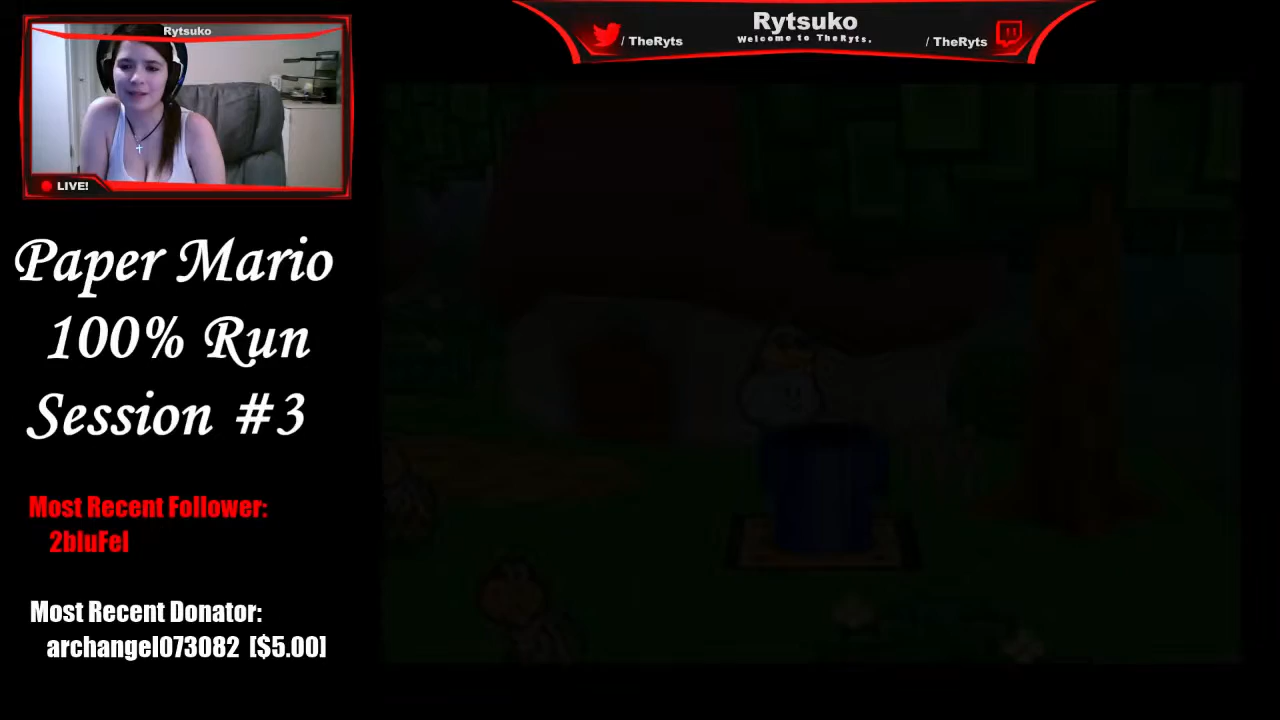 Rytsuko
LIVE!
Rytsuko
Welcome to TheRyts.
/ TheRyts
/ TheRyts
Paper Mario
100% Run
Session #3
Most Recent Follower:
2bluFel
Most Recent Donator:
archangel073082 [$5.00]